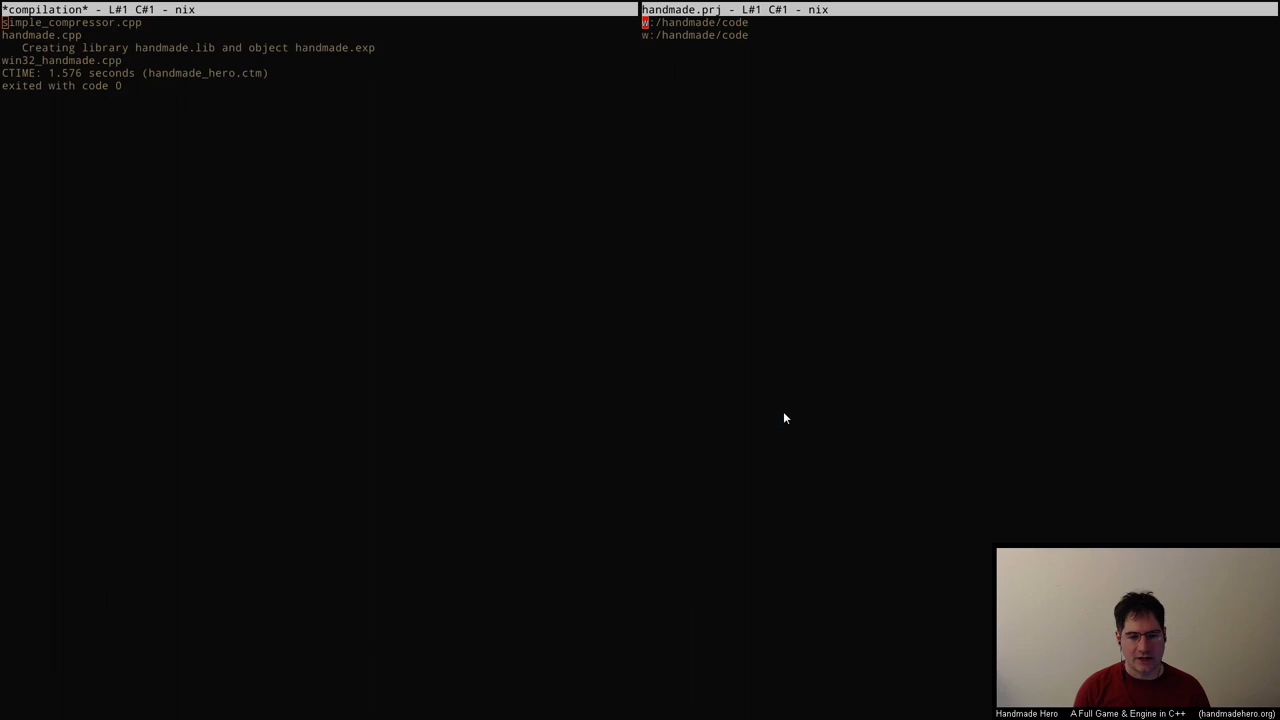 *compilation* - L#1 C#1 - nix
simple_compressor.cpp
handmade.cpp
   Creating library handmade.lib and object handmade.exp
win32_handmade.cpp
CTIME: 1.576 seconds (handmade_hero.ctm)
exited with code 0
handmade.prj - L#1 C#1 - nix
w:/handmade/code
w:/handmade/code
Handmade Hero A Full Game & Engine in C++ (handmadehero.org)